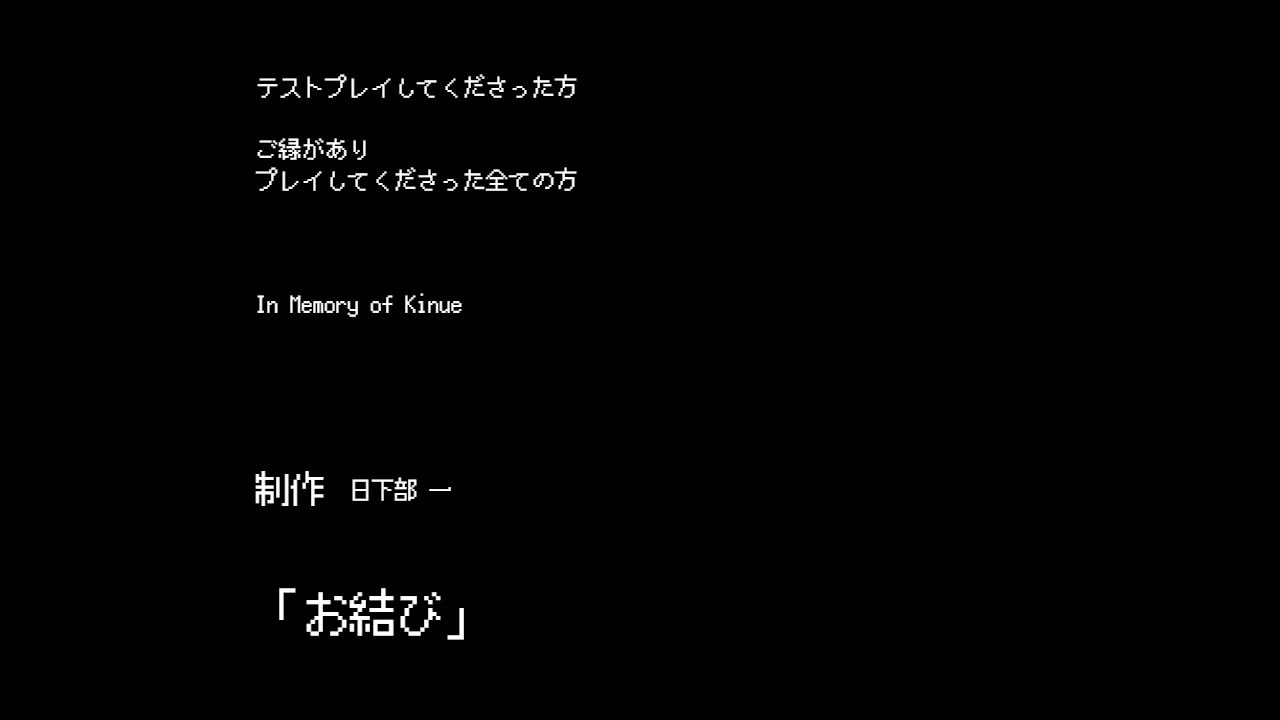 テストプレイしてくださった方
ご縁があり
プレイしてくださった全ての方
In Memory of Kinue
制作 日下部 一
「お結び」